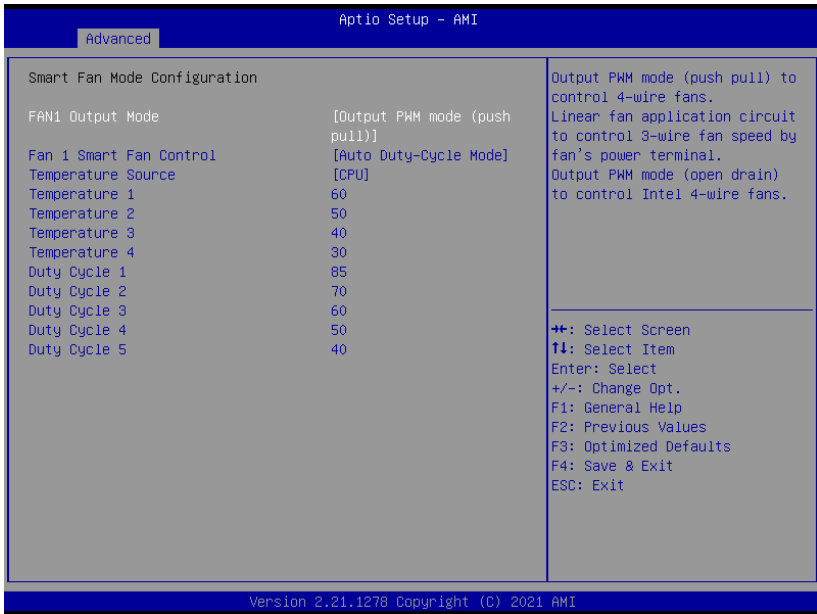 Aptio Setup – AMI
Advanced
Smart Fan Mode Configuration
FAN1 Output Mode [Output PWM mode (push
pull)]
Fan 1 Smart Fan Control [Auto Duty-Cycle Mode]
Temperature Source [CPU]
Temperature 1 60
Temperature 2 50
Temperature 3 40
Temperature 4 30
Duty Cycle 1 85
Duty Cycle 2 70
Duty Cycle 3 60
Duty Cycle 4 50
Duty Cycle 5 40
Output PWM mode (push pull) to
control 4-wire fans.
Linear fan application circuit
to control 3-wire fan speed by
fan's power terminal.
Output PWM mode (open drain)
to control Intel 4-wire fans.
→←: Select Screen
↑↓: Select Item
Enter: Select
+/-: Change Opt.
F1: General Help
F2: Previous Values
F3: Optimized Defaults
F4: Save & Exit
ESC: Exit
Version 2.21.1278 Copyright (C) 2021 AMI